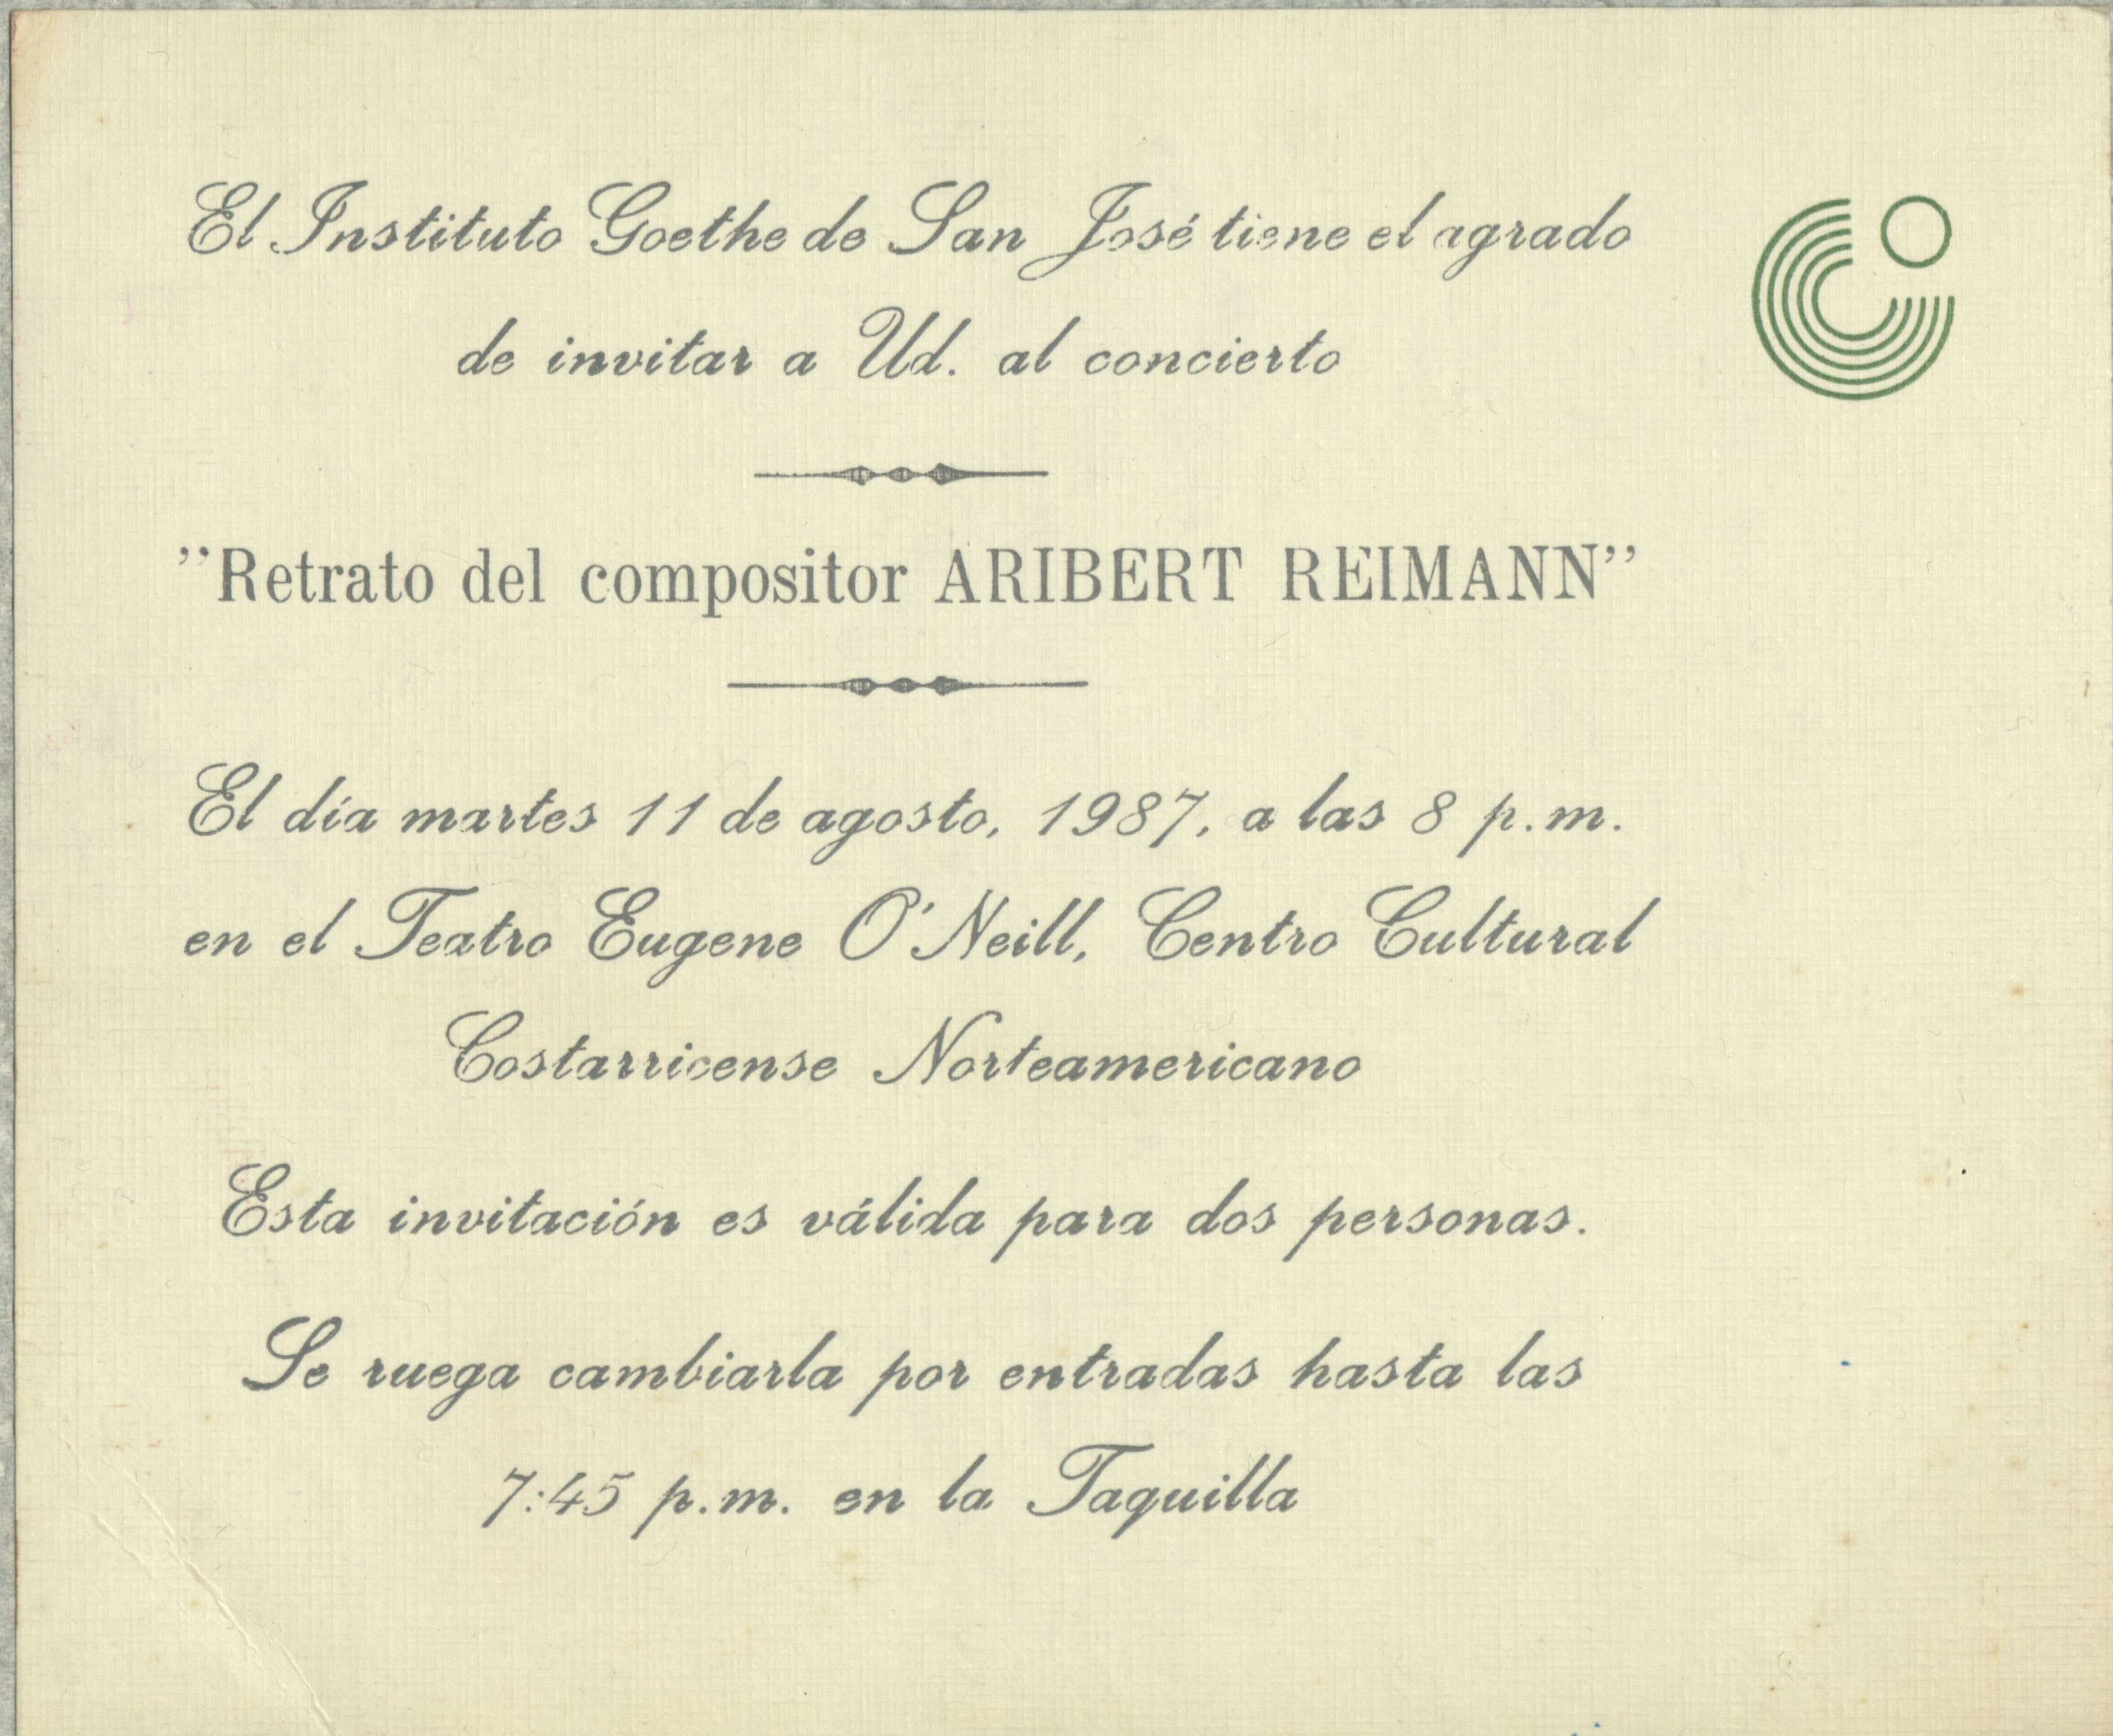 El Instituto Goethe de San José tiene el agrado
de invitar a Ud. al concierto
"Retrato del compositor ARIBERT REIMANN"
El día martes 11 de agosto, 1987, a las 8 p.m.
en el Teatro Eugene O'Neill, Centro Cultural
Costarricense Norteamericano
Esta invitación es válida para dos personas.
Se ruega cambiarla por entradas hasta las
7:45 p.m. en la Taquilla